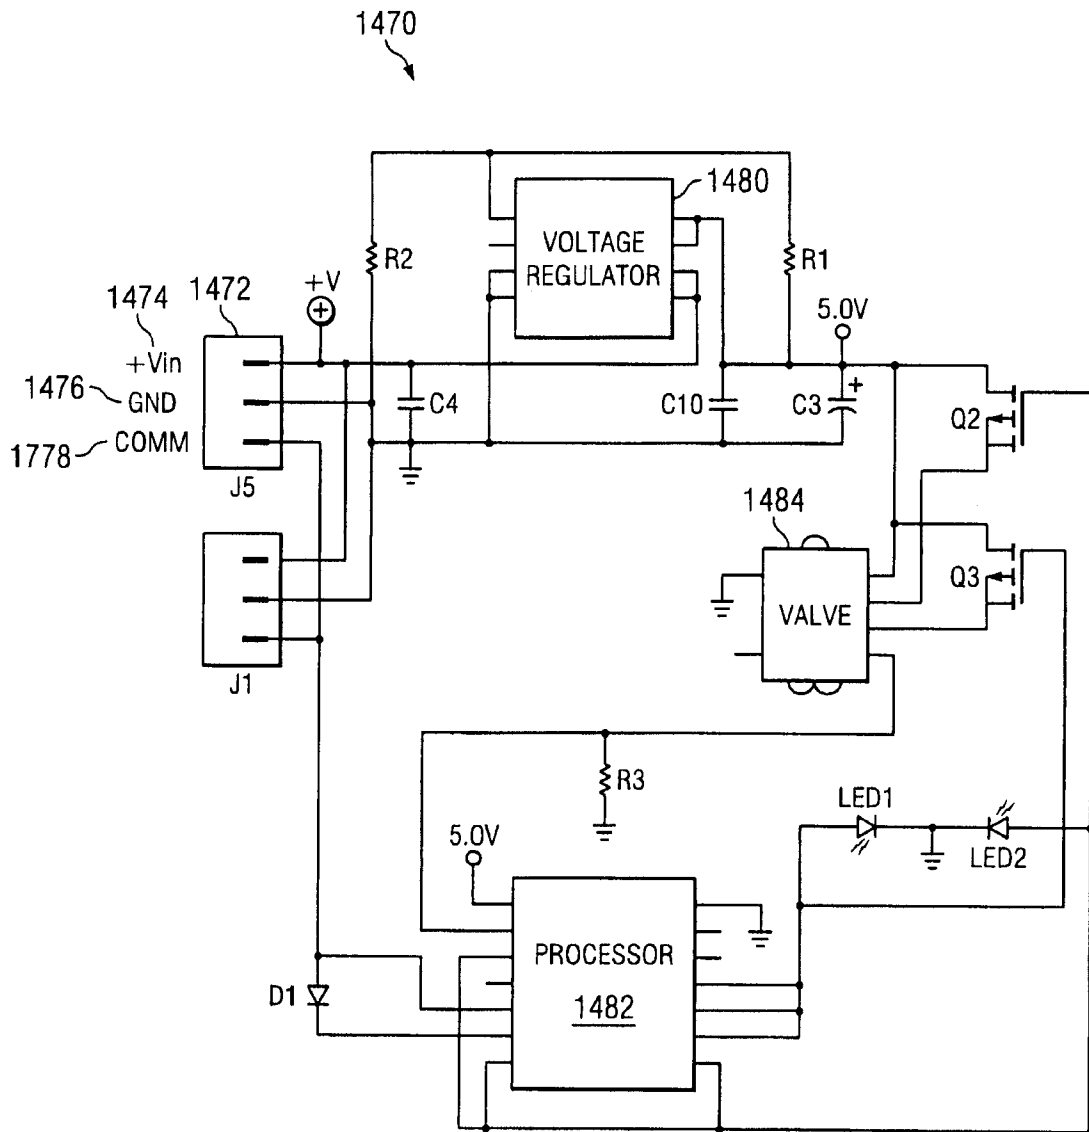 1470
1480
VOLTAGE
REGULATOR
R2
R1
+V
1474
1472
5.0V
+Vin
1476
GND
C4
C10
C3
+
Q2
1778
COMM
J5
1484
Q3
VALVE
J1
R3
LED1
5.0V
LED2
PROCESSOR
D1
1482